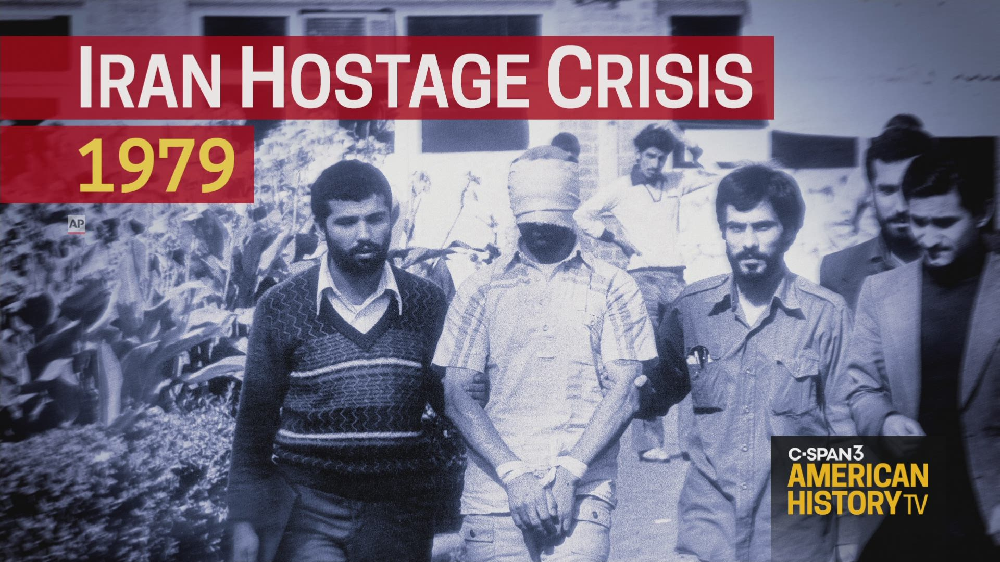 IRAN HOSTAGE CRISIS
1979
AP
C-SPAN3
AMERICAN
HISTORY TV